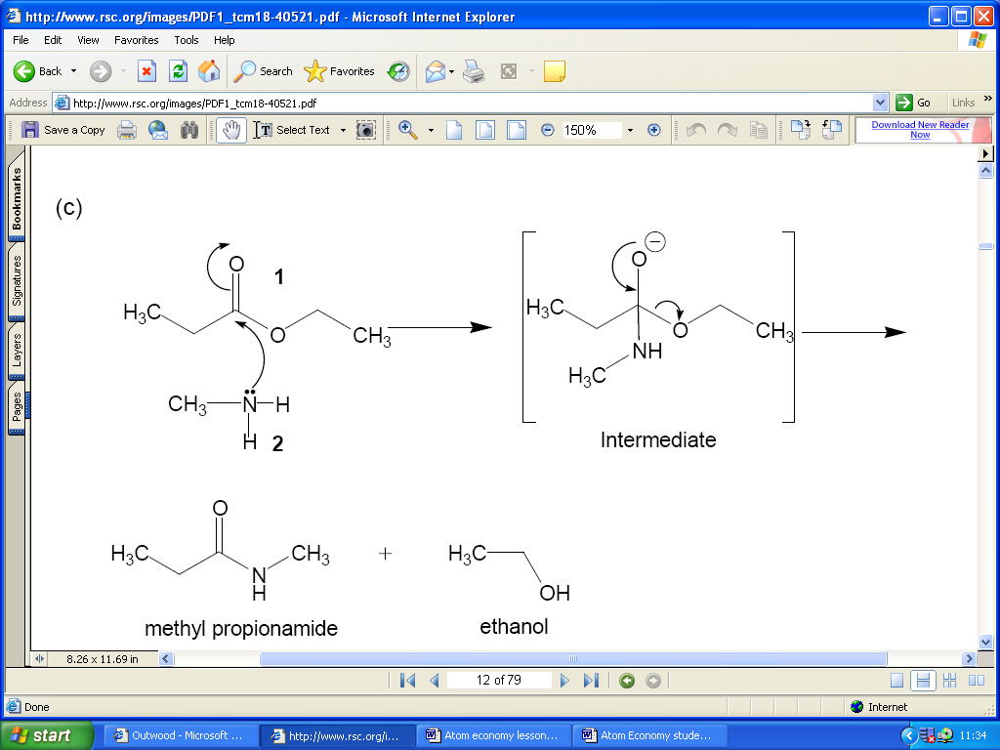 http://www.rsc.org/images/PDF1_tcm18-40521.pdf - Microsoft Internet Explorer
File Edit View Favorites Tools Help
Back Search Favorites
Address http://www.rsc.org/images/PDF1_tcm18-40521.pdf Go Links »
Save a Copy Select Text 150% Download New Reader Now
Bookmarks
Signatures
Layers
Pages
(c)
O 1 O ⊖
H3C O CH3 H3C O CH3
NH
H3C
CH3 N H
H 2
Intermediate
O
H3C N H CH3 + H3C OH
methyl propionamide ethanol
8.26 x 11.69 in
12 of 79
Done Internet
start Outwood - Microsoft ... http://www.rsc.org/i... Atom economy lesson... Atom Economy stude... 11:34